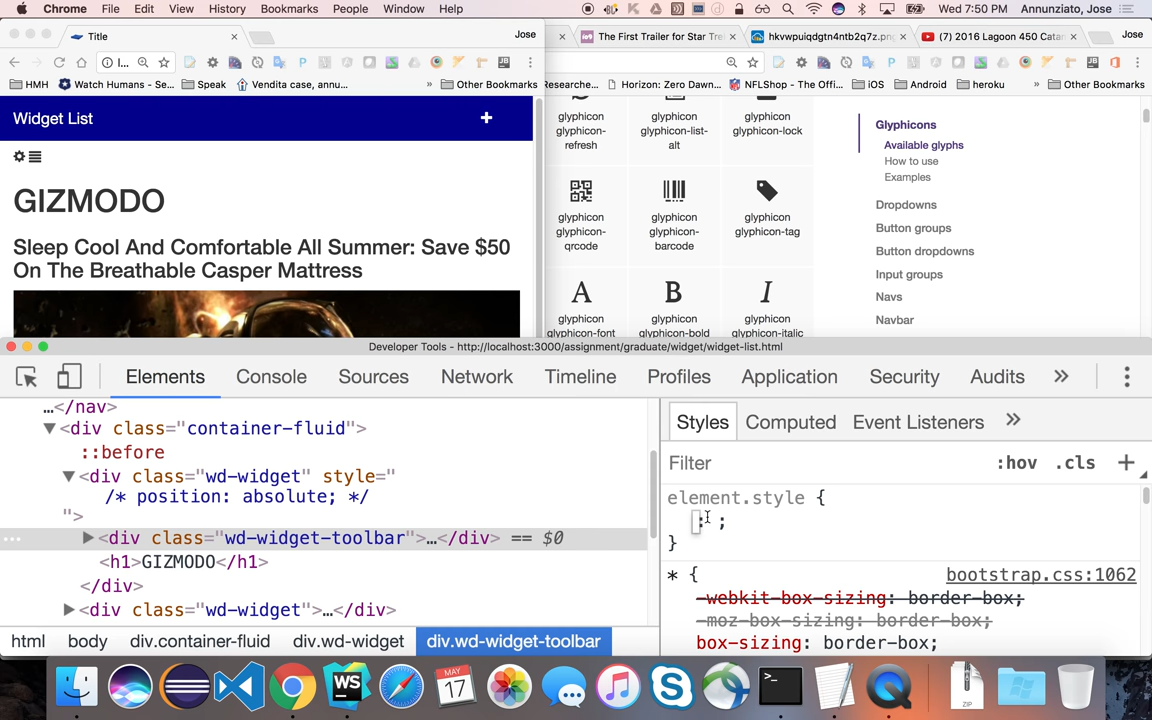 Chrome File Edit View History Bookmarks People Window Help
Wed 7:50 PM Annunziato, Jose
Title
Jose
The First Trailer for Star Tre
hkvwpuiqdgtn4ntb2q7z.pn
(7) 2016 Lagoon 450 Catan
Jose
HMH Watch Humans - Se... Speak Vendita case, annu... » Other Bookmarks
Researche... Horizon: Zero Dawn... NFLShop - The Offi... iOS Android heroku » Other Bookmarks
Widget List
GIZMODO
Sleep Cool And Comfortable All Summer: Save $50
On The Breathable Casper Mattress
glyphicon
glyphicon-
refresh
glyphicon
glyphicon-list-
alt
glyphicon
glyphicon-lock
glyphicon
glyphicon-
qrcode
glyphicon
glyphicon-
barcode
glyphicon
glyphicon-tag
A
B
I
glyphicon
glyphicon-font
glyphicon
glyphicon-bold
glyphicon
glyphicon-italic
Glyphicons
Available glyphs
How to use
Examples
Dropdowns
Button groups
Button dropdowns
Input groups
Navs
Navbar
Developer Tools - http://localhost:3000/assignment/graduate/widget/widget-list.html
Elements Console Sources Network Timeline Profiles Application Security Audits »
…</nav>
▼<div class="container-fluid">
::before
▼<div class="wd-widget" style="
/* position: absolute; */
">
▶<div class="wd-widget-toolbar">…</div> == $0
<h1>GIZMODO</h1>
</div>
▶<div class="wd-widget">…</div>
html body div.container-fluid div.wd-widget div.wd-widget-toolbar
Styles Computed Event Listeners »
Filter :hov .cls +
element.style {
: ;
}
* { bootstrap.css:1062
-webkit-box-sizing: border-box;
-moz-box-sizing: border-box;
box-sizing: border-box;
MAY
17
WS
ZIP